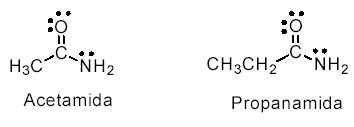 O O
C C
H₃C NH₂ CH₃CH₂ NH₂
Acetamida Propanamida